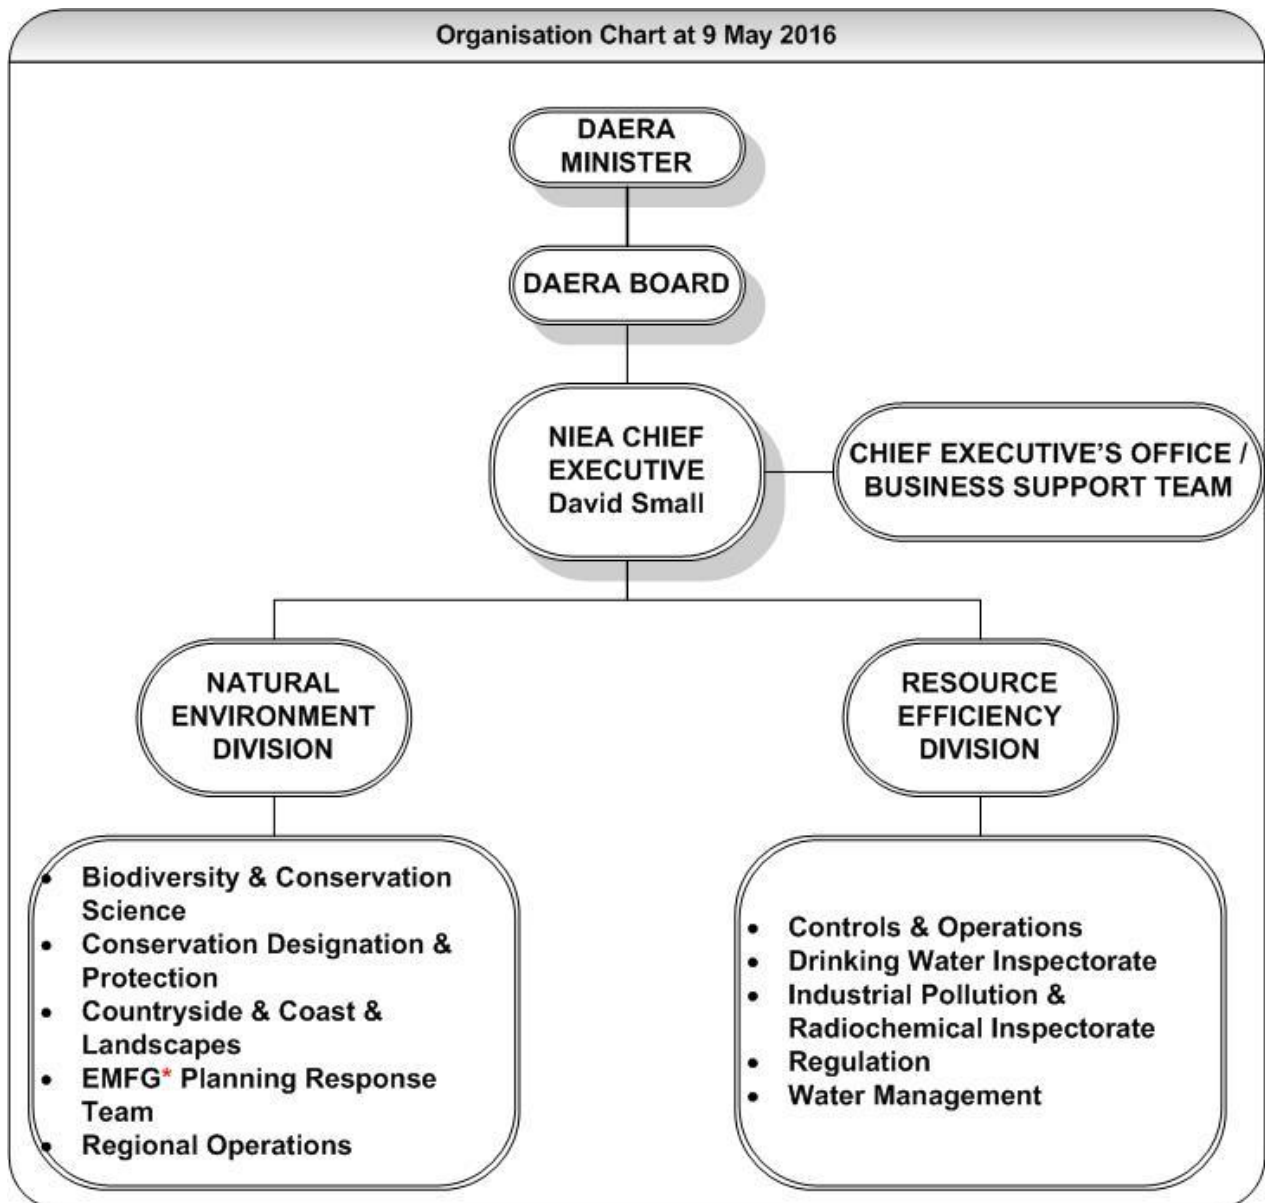 Organisation Chart at 9 May 2016
DAERA
MINISTER
DAERA BOARD
NIEA CHIEF
EXECUTIVE
David Small
CHIEF EXECUTIVE’S OFFICE /
BUSINESS SUPPORT TEAM
NATURAL
ENVIRONMENT
DIVISION
• Biodiversity & Conservation
Science
• Conservation Designation &
Protection
• Countryside & Coast &
Landscapes
• EMFG* Planning Response
Team
• Regional Operations
RESOURCE
EFFICIENCY
DIVISION
• Controls & Operations
• Drinking Water Inspectorate
• Industrial Pollution &
Radiochemical Inspectorate
• Regulation
• Water Management